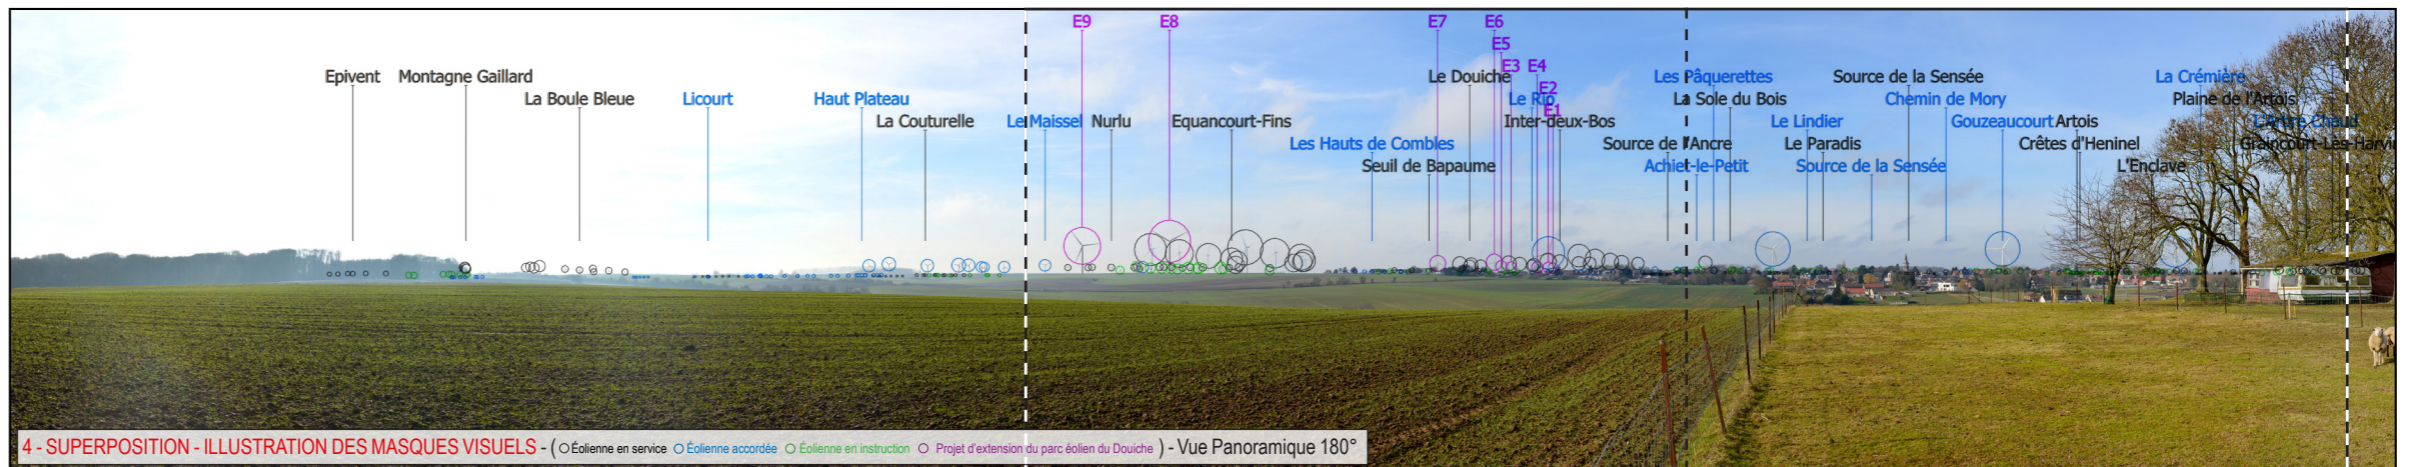 E9 E8 E7 E6
E5
E3 E4
Epivent Montagne Gaillard Le Douiche Les Pâquerettes Source de la Sensée La Crémière
E2
La Boule Bleue Licourt Haut Plateau Le Rio La Sole du Bois Chemin de Mory Plaine de l'Artois
E1
La Couturelle Le Maissel Nurlu Equancourt-Fins Inter-deux-Bos Le Lindier Gouzeaucourt Artois L'Arbre Chaud
Les Hauts de Combles Source de l'Ancre Le Paradis Crêtes d'Heninel Graincourt-Lès-Havri
Seuil de Bapaume Achiet-le-Petit Source de la Sensée L'Enclave
4 - SUPERPOSITION - ILLUSTRATION DES MASQUES VISUELS - ( Éolienne en service Éolienne accordée Éolienne en instruction Projet d'extension du parc éolien du Douiche ) - Vue Panoramique 180°